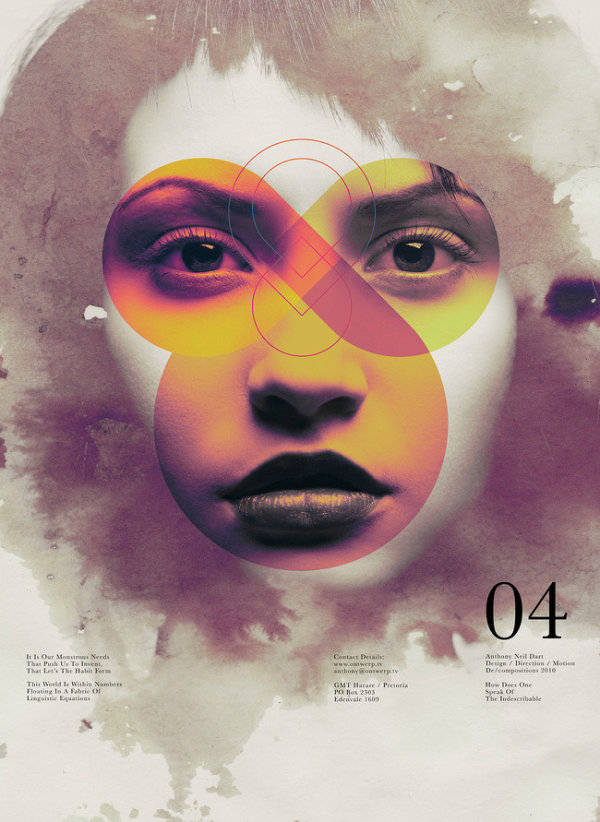 04
It Is Our Monstrous Needs
That Push Us To Invent,
That Let's The Habit Form
This World Is Within Numbers
Floating In A Fabric Of
Linguistic Equations
Contact Details:
www.ontwerp.tv
anthony@ontwerp.tv
GMT Harare / Pretoria
PO Box 2303
Edenvale 1609
Anthony Neil Dart
Design / Direction / Motion
De/compositions 2010
How Does One
Speak Of
The Indescribable